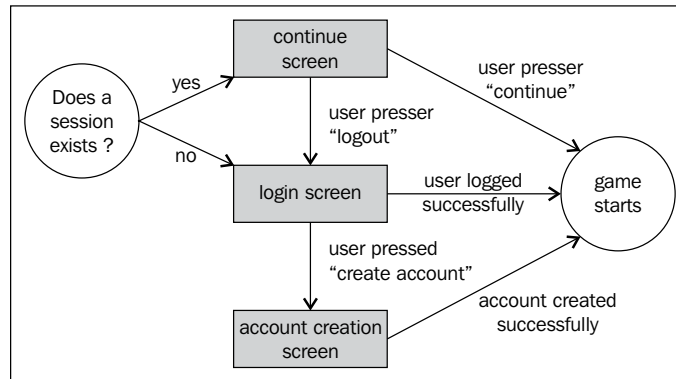 continue
screen
yes
user presser
"continue"
Does a
session
exists ?
user presser
"logout"
no
login screen
user logged
successfully
game
starts
user pressed
"create account"
account creation
screen
account created
successfully